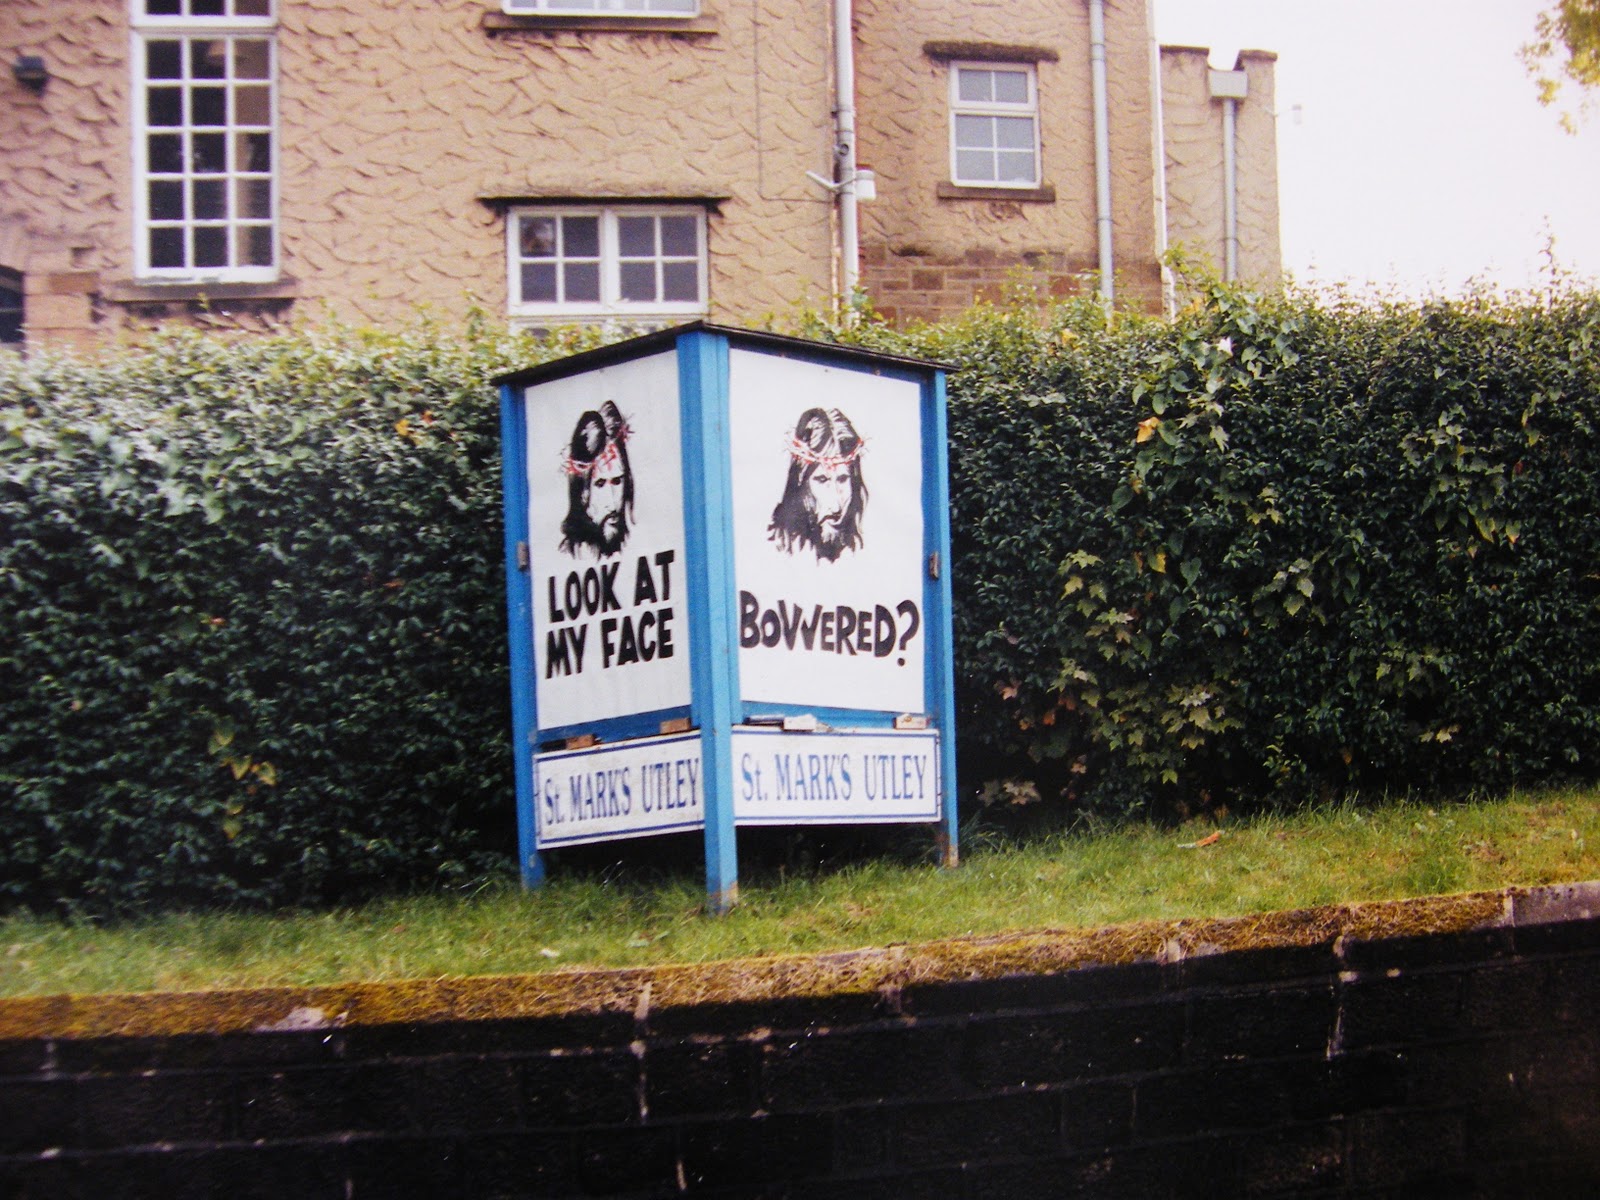 LOOK AT
MY FACE
St. MARK'S UTLEY
BOVVERED?
St. MARK'S UTLEY